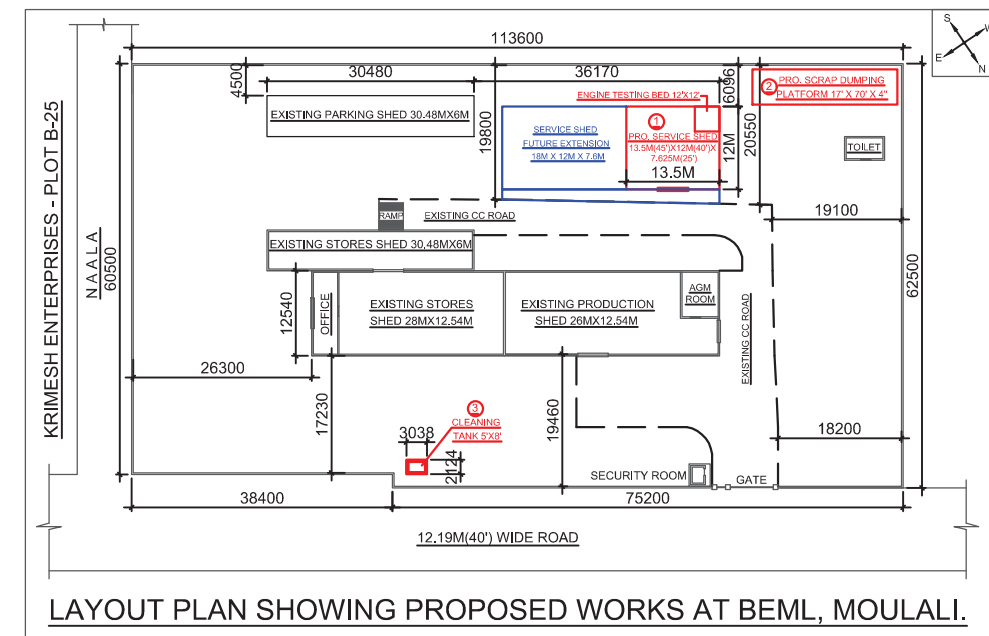 113600
S
W
E
N
4500
30480
36170
6096
ENGINE TESTING BED 12'X12'
2
PRO. SCRAP DUMPING
PLATFORM 17' X 70' X 4"
EXISTING PARKING SHED 30.48MX6M
19800
SERVICE SHED
FUTURE EXTENSION
18M X 12M X 7.6M
1
PRO. SERVICE SHED
13.5M(45')X12M(40')X
7.625M(25')
13.5M
12M
20550
TOILET
KRIMESH ENTERPRISES - PLOT B-25
NAALA
60500
RAMP
EXISTING CC ROAD
19100
EXISTING STORES SHED 30,48MX6M
62500
12540
OFFICE
EXISTING STORES
SHED 28MX12.54M
EXISTING PRODUCTION
SHED 26MX12.54M
AGM
ROOM
EXISTING CC ROAD
26300
17230
3
CLEANING
TANK 5'X8'
3038
2124
19460
18200
SECURITY ROOM
GATE
38400
75200
12.19M(40') WIDE ROAD
LAYOUT PLAN SHOWING PROPOSED WORKS AT BEML, MOULALI.